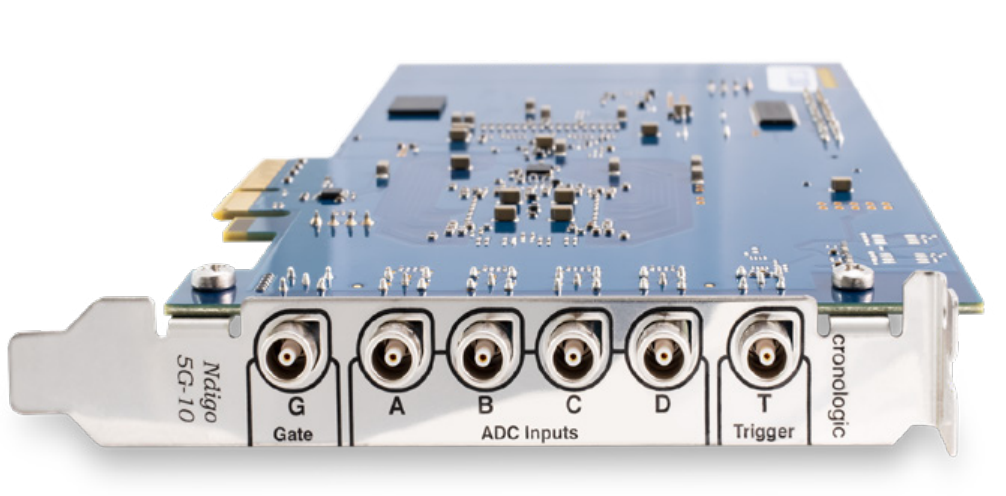 Ndigo
5G-10
G
A
B
C
D
T
Gate
ADC Inputs
Trigger
cronologic